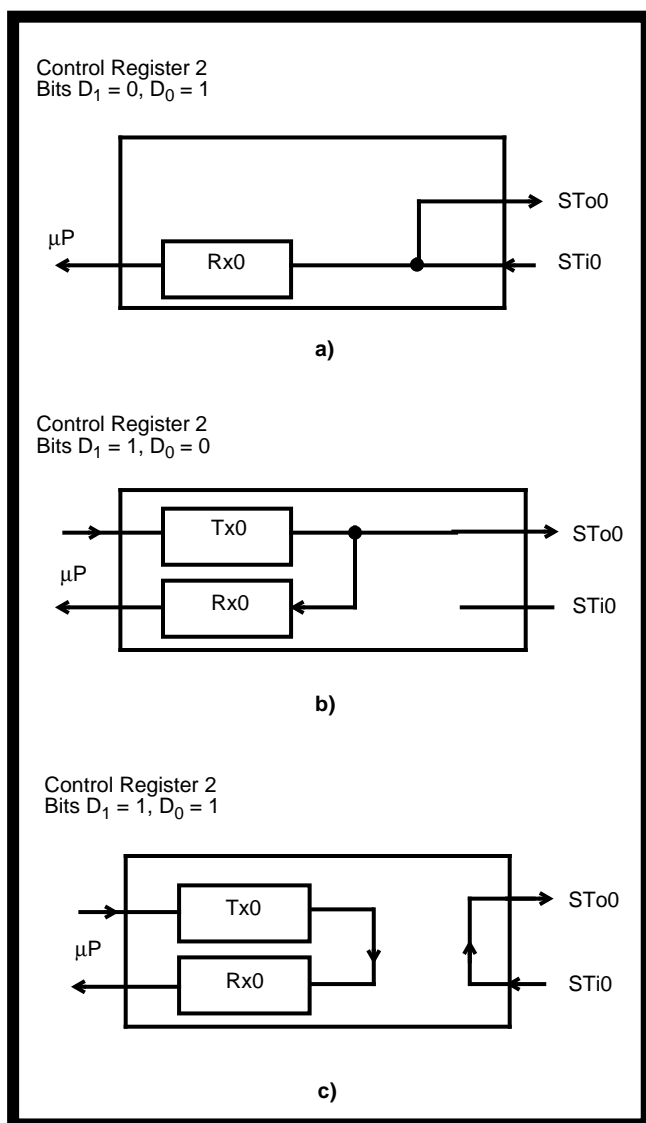 Control Register 2
Bits D₁ = 0, D₀ = 1
STo0
μP
Rx0
STi0
a)
Control Register 2
Bits D₁ = 1, D₀ = 0
Tx0
STo0
μP
Rx0
STi0
b)
Control Register 2
Bits D₁ = 1, D₀ = 1
Tx0
STo0
μP
Rx0
STi0
c)